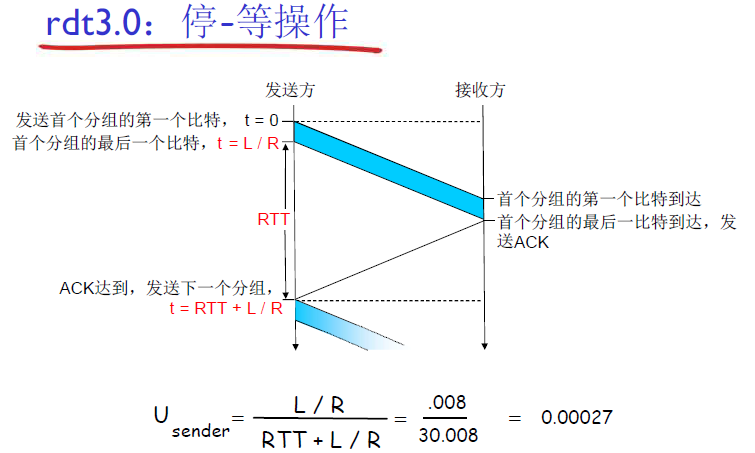 rdt3.0：停-等操作
发送方
接收方
发送首个分组的第一个比特， t = 0
首个分组的最后一个比特，t = L / R
RTT
首个分组的第一个比特到达
首个分组的最后一比特到达，发
送ACK
ACK达到，发送下一个分组，
t = RTT + L / R
U sender = L / R / RTT + L / R = .008 / 30.008 = 0.00027